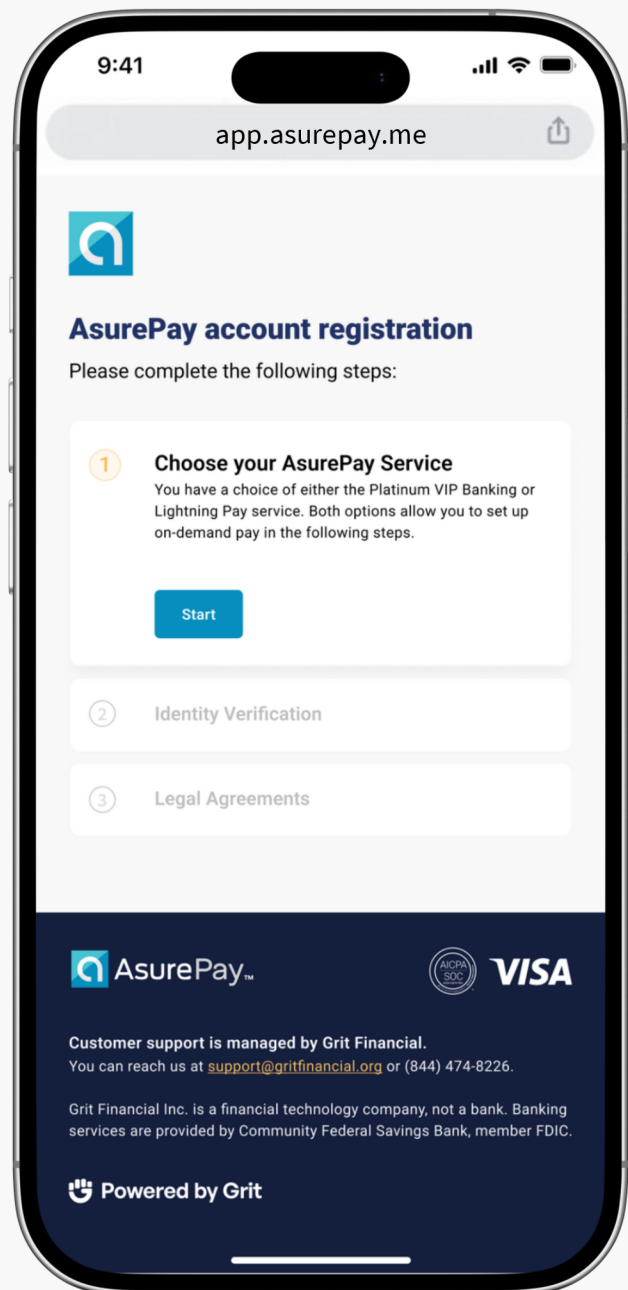 9:41
app.asurepay.me
AsurePay account registration
Please complete the following steps:
1
Choose your AsurePay Service
You have a choice of either the Platinum VIP Banking or
Lightning Pay service. Both options allow you to set up
on-demand pay in the following steps.
Start
2 Identity Verification
3 Legal Agreements
AsurePay™
AICPA
SOC
VISA
Customer support is managed by Grit Financial.
You can reach us at support@gritfinancial.org or (844) 474-8226.
Grit Financial Inc. is a financial technology company, not a bank. Banking
services are provided by Community Federal Savings Bank, member FDIC.
Powered by Grit